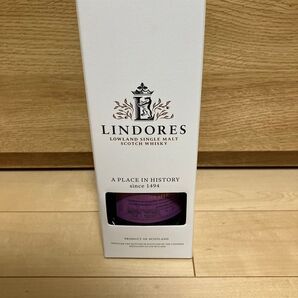 LINDORES
LOWLAND SINGLE MALT
SCOTCH WHISKY
A PLACE IN HISTORY
since 1494
PRODUCT OF SCOTLAND